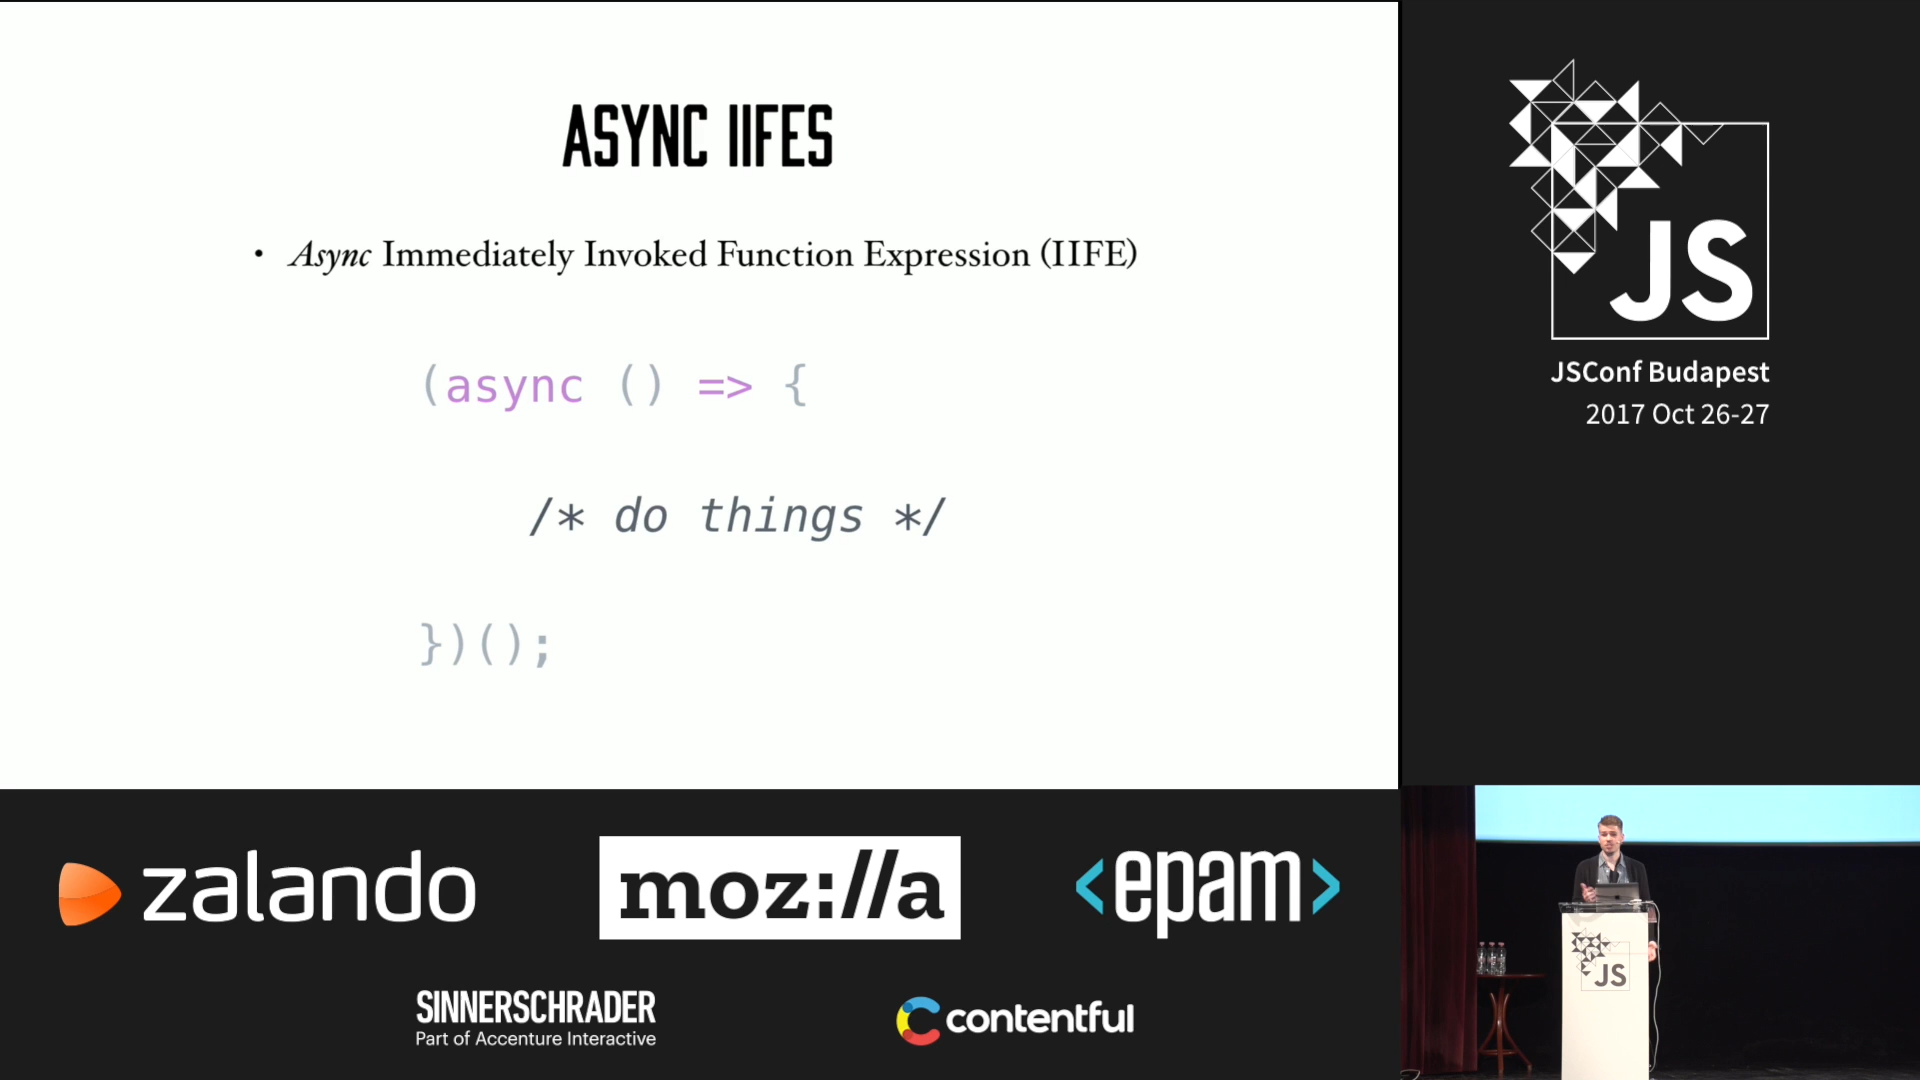 ASYNC IIFES
• Async Immediately Invoked Function Expression (IIFE)
(async () => {
/* do things */
})();
JS
JSConf Budapest
2017 Oct 26-27
zalando
moz://a
<epam>
SINNERSCHRADER
Part of Accenture Interactive
contentful
JS